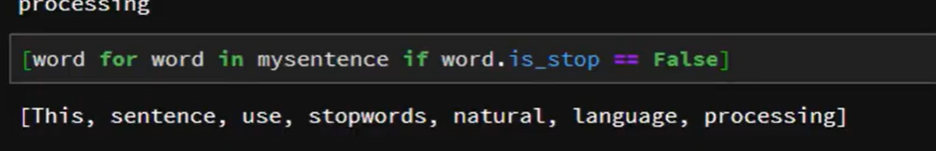 processing
[word for word in mysentence if word.is_stop == False]
[This, sentence, use, stopwords, natural, language, processing]